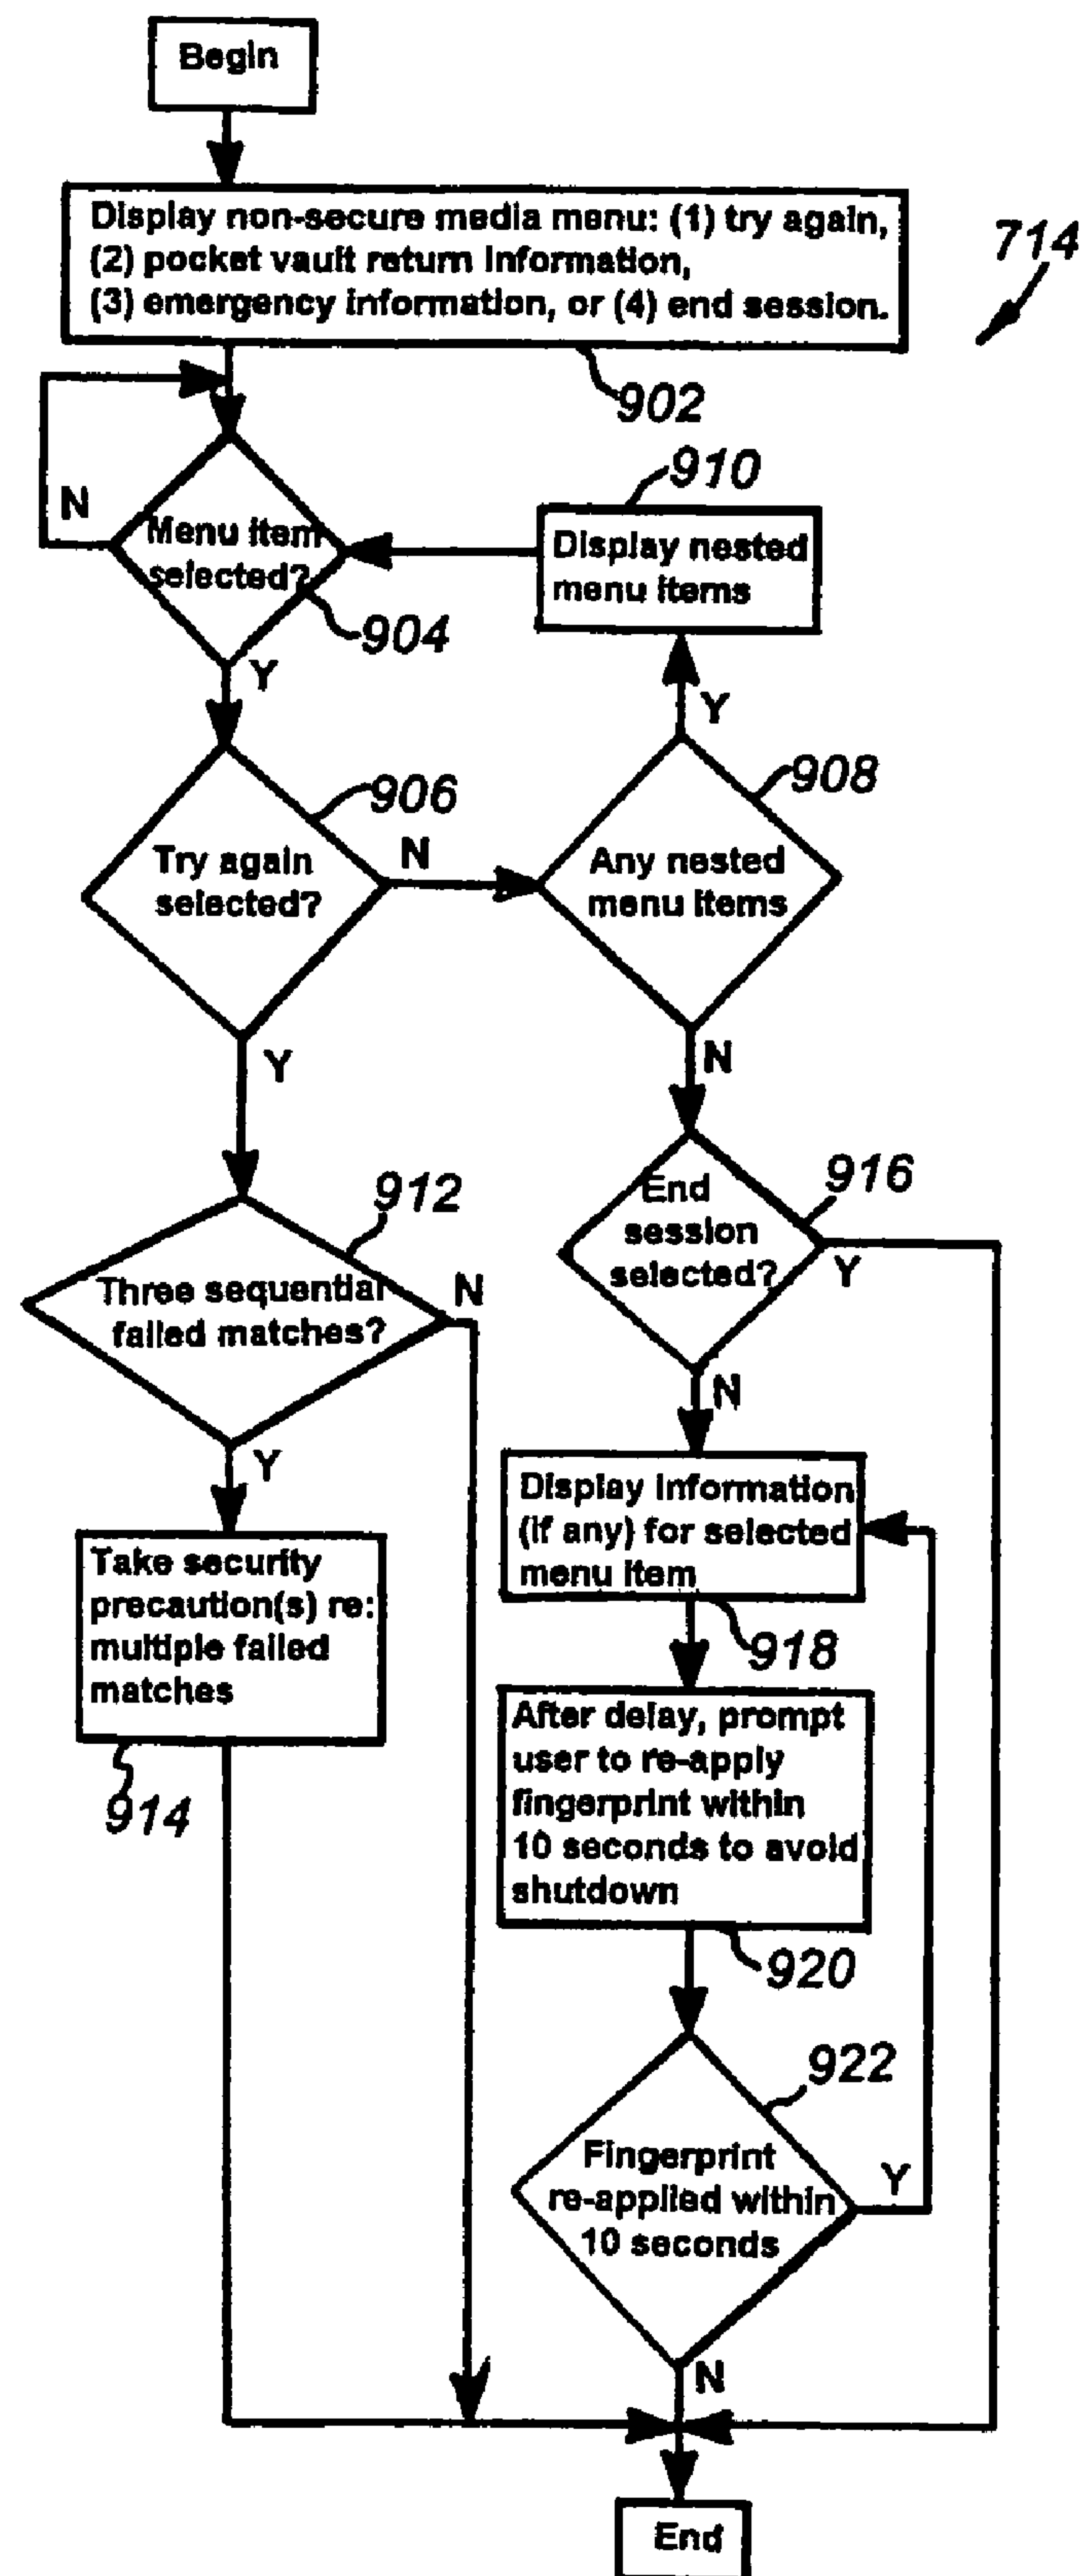 Begin
Display non-secure media menu: (1) try again,
(2) pocket vault return information,
(3) emergency information, or (4) end session.
714
902
N
Menu item
selected?
904
Y
910
Display nested
menu items
Y
906
Try again
selected?
N
908
Any nested
menu items
Y
N
912
Three sequential
failed matches?
N
916
End
session
selected?
Y
N
Y
Take security
precaution(s) re:
multiple failed
matches
914
Display information
(if any) for selected
menu item
918
After delay, prompt
user to re-apply
fingerprint within
10 seconds to avoid
shutdown
920
922
Fingerprint
re-applied within
10 seconds
Y
N
End